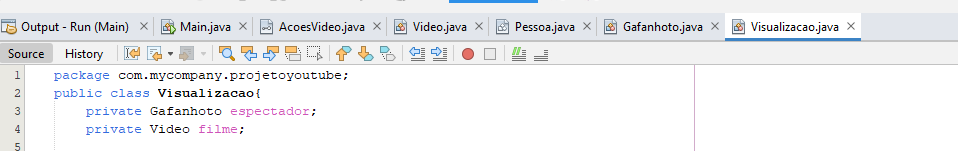 Output - Run (Main) Main.java AcoesVideo.java Video.java Pessoa.java Gafanhoto.java Visualizacao.java
Source History
1 package com.mycompany.projetoyoutube;
2 public class Visualizacao{
3 private Gafanhoto espectador;
4 private Video filme;
5